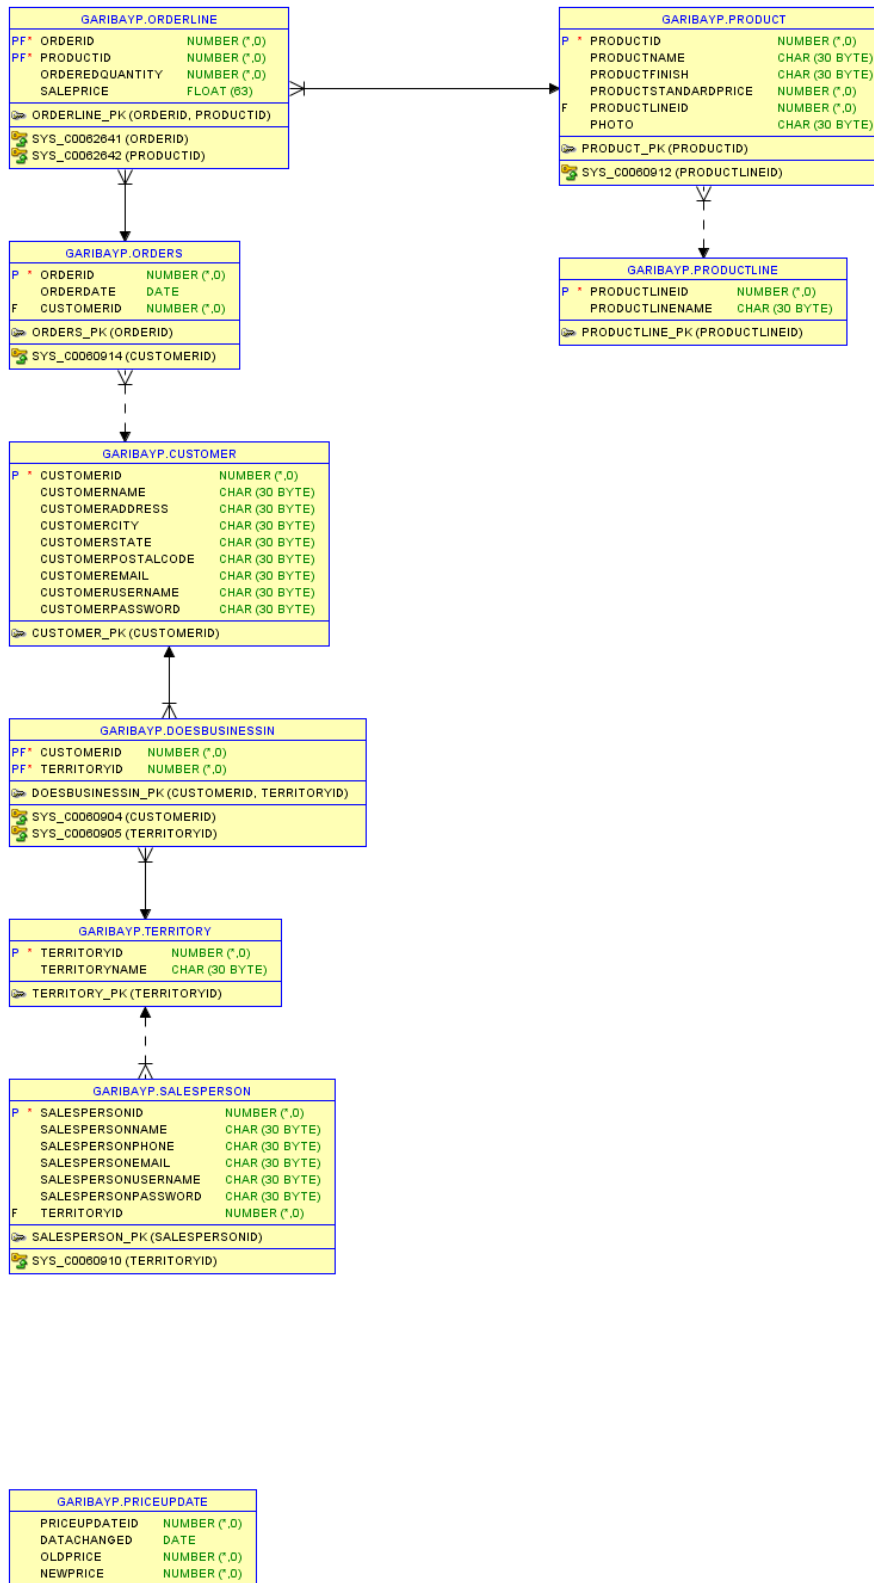 GARIBAYP.ORDERLINE
PF* ORDERID NUMBER (*,0)
PF* PRODUCTID NUMBER (*,0)
ORDEREDQUANTITY NUMBER (*,0)
SALEPRICE FLOAT (63)
ORDERLINE_PK (ORDERID, PRODUCTID)
SYS_C0062641 (ORDERID)
SYS_C0062642 (PRODUCTID)
GARIBAYP.PRODUCT
P * PRODUCTID NUMBER (*,0)
PRODUCTNAME CHAR (30 BYTE)
PRODUCTFINISH CHAR (30 BYTE)
PRODUCTSTANDARDPRICE NUMBER (*,0)
F PRODUCTLINEID NUMBER (*,0)
PHOTO CHAR (30 BYTE)
PRODUCT_PK (PRODUCTID)
SYS_C0060912 (PRODUCTLINEID)
GARIBAYP.ORDERS
P * ORDERID NUMBER (*,0)
ORDERDATE DATE
F CUSTOMERID NUMBER (*,0)
ORDERS_PK (ORDERID)
SYS_C0060914 (CUSTOMERID)
GARIBAYP.PRODUCTLINE
P * PRODUCTLINEID NUMBER (*,0)
PRODUCTLINENAME CHAR (30 BYTE)
PRODUCTLINE_PK (PRODUCTLINEID)
GARIBAYP.CUSTOMER
P * CUSTOMERID NUMBER (*,0)
CUSTOMERNAME CHAR (30 BYTE)
CUSTOMERADDRESS CHAR (30 BYTE)
CUSTOMERCITY CHAR (30 BYTE)
CUSTOMERSTATE CHAR (30 BYTE)
CUSTOMERPOSTALCODE CHAR (30 BYTE)
CUSTOMEREMAIL CHAR (30 BYTE)
CUSTOMERUSERNAME CHAR (30 BYTE)
CUSTOMERPASSWORD CHAR (30 BYTE)
CUSTOMER_PK (CUSTOMERID)
GARIBAYP.DOESBUSINESSIN
PF* CUSTOMERID NUMBER (*,0)
PF* TERRITORYID NUMBER (*,0)
DOESBUSINESSIN_PK (CUSTOMERID, TERRITORYID)
SYS_C0060904 (CUSTOMERID)
SYS_C0060905 (TERRITORYID)
GARIBAYP.TERRITORY
P * TERRITORYID NUMBER (*,0)
TERRITORYNAME CHAR (30 BYTE)
TERRITORY_PK (TERRITORYID)
GARIBAYP.SALESPERSON
P * SALESPERSONID NUMBER (*,0)
SALESPERSONNAME CHAR (30 BYTE)
SALESPERSONPHONE CHAR (30 BYTE)
SALESPERSONEMAIL CHAR (30 BYTE)
SALESPERSONUSERNAME CHAR (30 BYTE)
SALESPERSONPASSWORD CHAR (30 BYTE)
F TERRITORYID NUMBER (*,0)
SALESPERSON_PK (SALESPERSONID)
SYS_C0060910 (TERRITORYID)
GARIBAYP.PRICEUPDATE
PRICEUPDATEID NUMBER (*,0)
DATACHANGED DATE
OLDPRICE NUMBER (*,0)
NEWPRICE NUMBER (*,0)